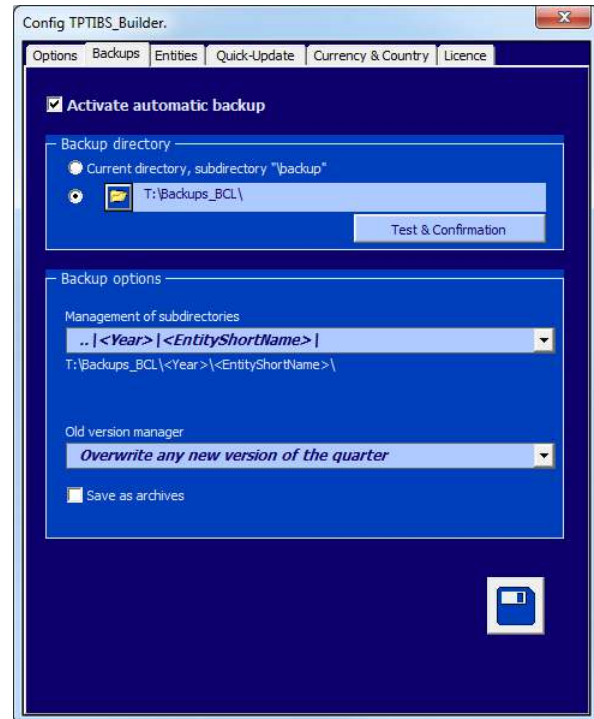 Config TPTIBS_Builder.
Options Backups Entities Quick-Update Currency & Country Licence
Activate automatic backup
Backup directory
Current directory, subdirectory "\backup"
T:\Backups_BCL\
Test & Confirmation
Backup options
Management of subdirectories
..|<Year>|<EntityShortName>|
T:\Backups_BCL\<Year>\<EntityShortName>\
Old version manager
Overwrite any new version of the quarter
Save as archives